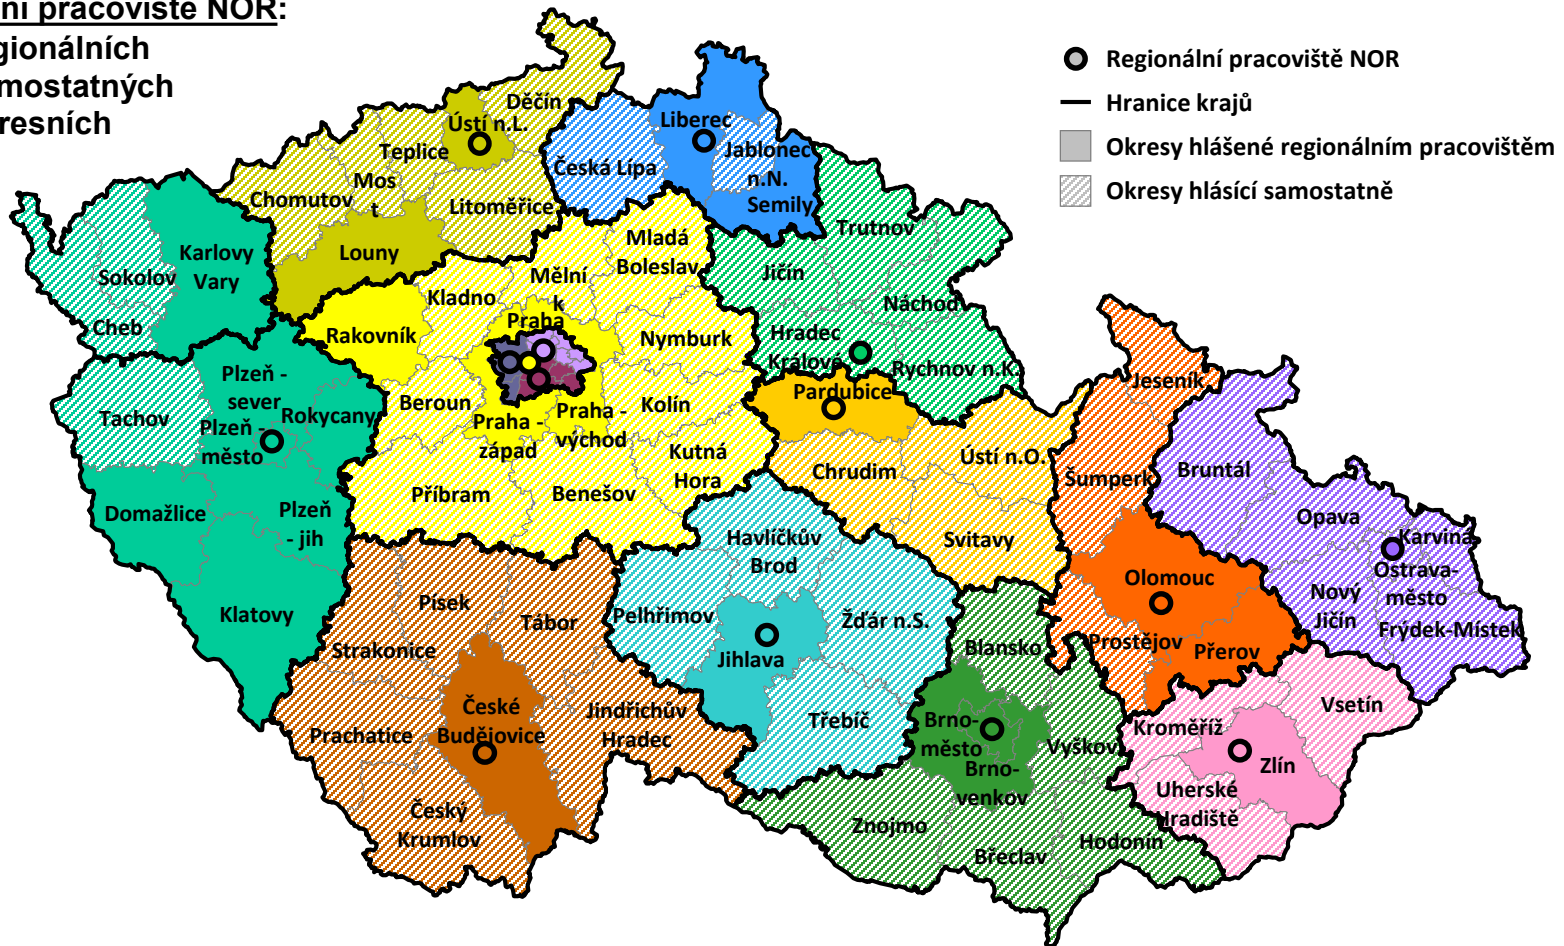 ní pracoviště NOR:
gionálních
mostatných
resních
Regionální pracoviště NOR
Hranice krajů
Okresy hlášené regionálním pracovištěm
Okresy hlásící samostatně
Děčín
Ústí n.L.
Teplice
Mos
t
Chomutov
Litoměřice
Louny
Liberec
Česká Lípa
Jablonec
n.N.
Semily
Karlovy
Vary
Sokolov
Cheb
Trutnov
Jičín
Náchod
Hradec
Králové
Rychnov n.K.
Mladá
Boleslav
Mělní
k
Kladno
Praha
Rakovník
Nymburk
Beroun
Kolín
Praha -
západ
Praha -
východ
Kutná
Hora
Příbram
Benešov
Plzeň -
sever
Rokycany
Plzeň -
město
Tachov
Domažlice
Plzeň
- jih
Klatovy
Pardubice
Chrudim
Ústí n.O.
Svitavy
Jeseník
Šumperk
Olomouc
Prostějov
Přerov
Bruntál
Opava
Karviná
Ostrava-
město
Nový
Jičín
Frýdek-Místek
Písek
Tábor
Strakonice
Prachatice
České
Budějovice
Jindřichův
Hradec
Český
Krumlov
Havlíčkův
Brod
Pelhřimov
Žďár n.S.
Jihlava
Třebíč
Blansko
Brno-
město
Vyškov
Brno-
venkov
Znojmo
Břeclav
Hodonín
Kroměříž
Vsetín
Zlín
Uherské
Hradiště